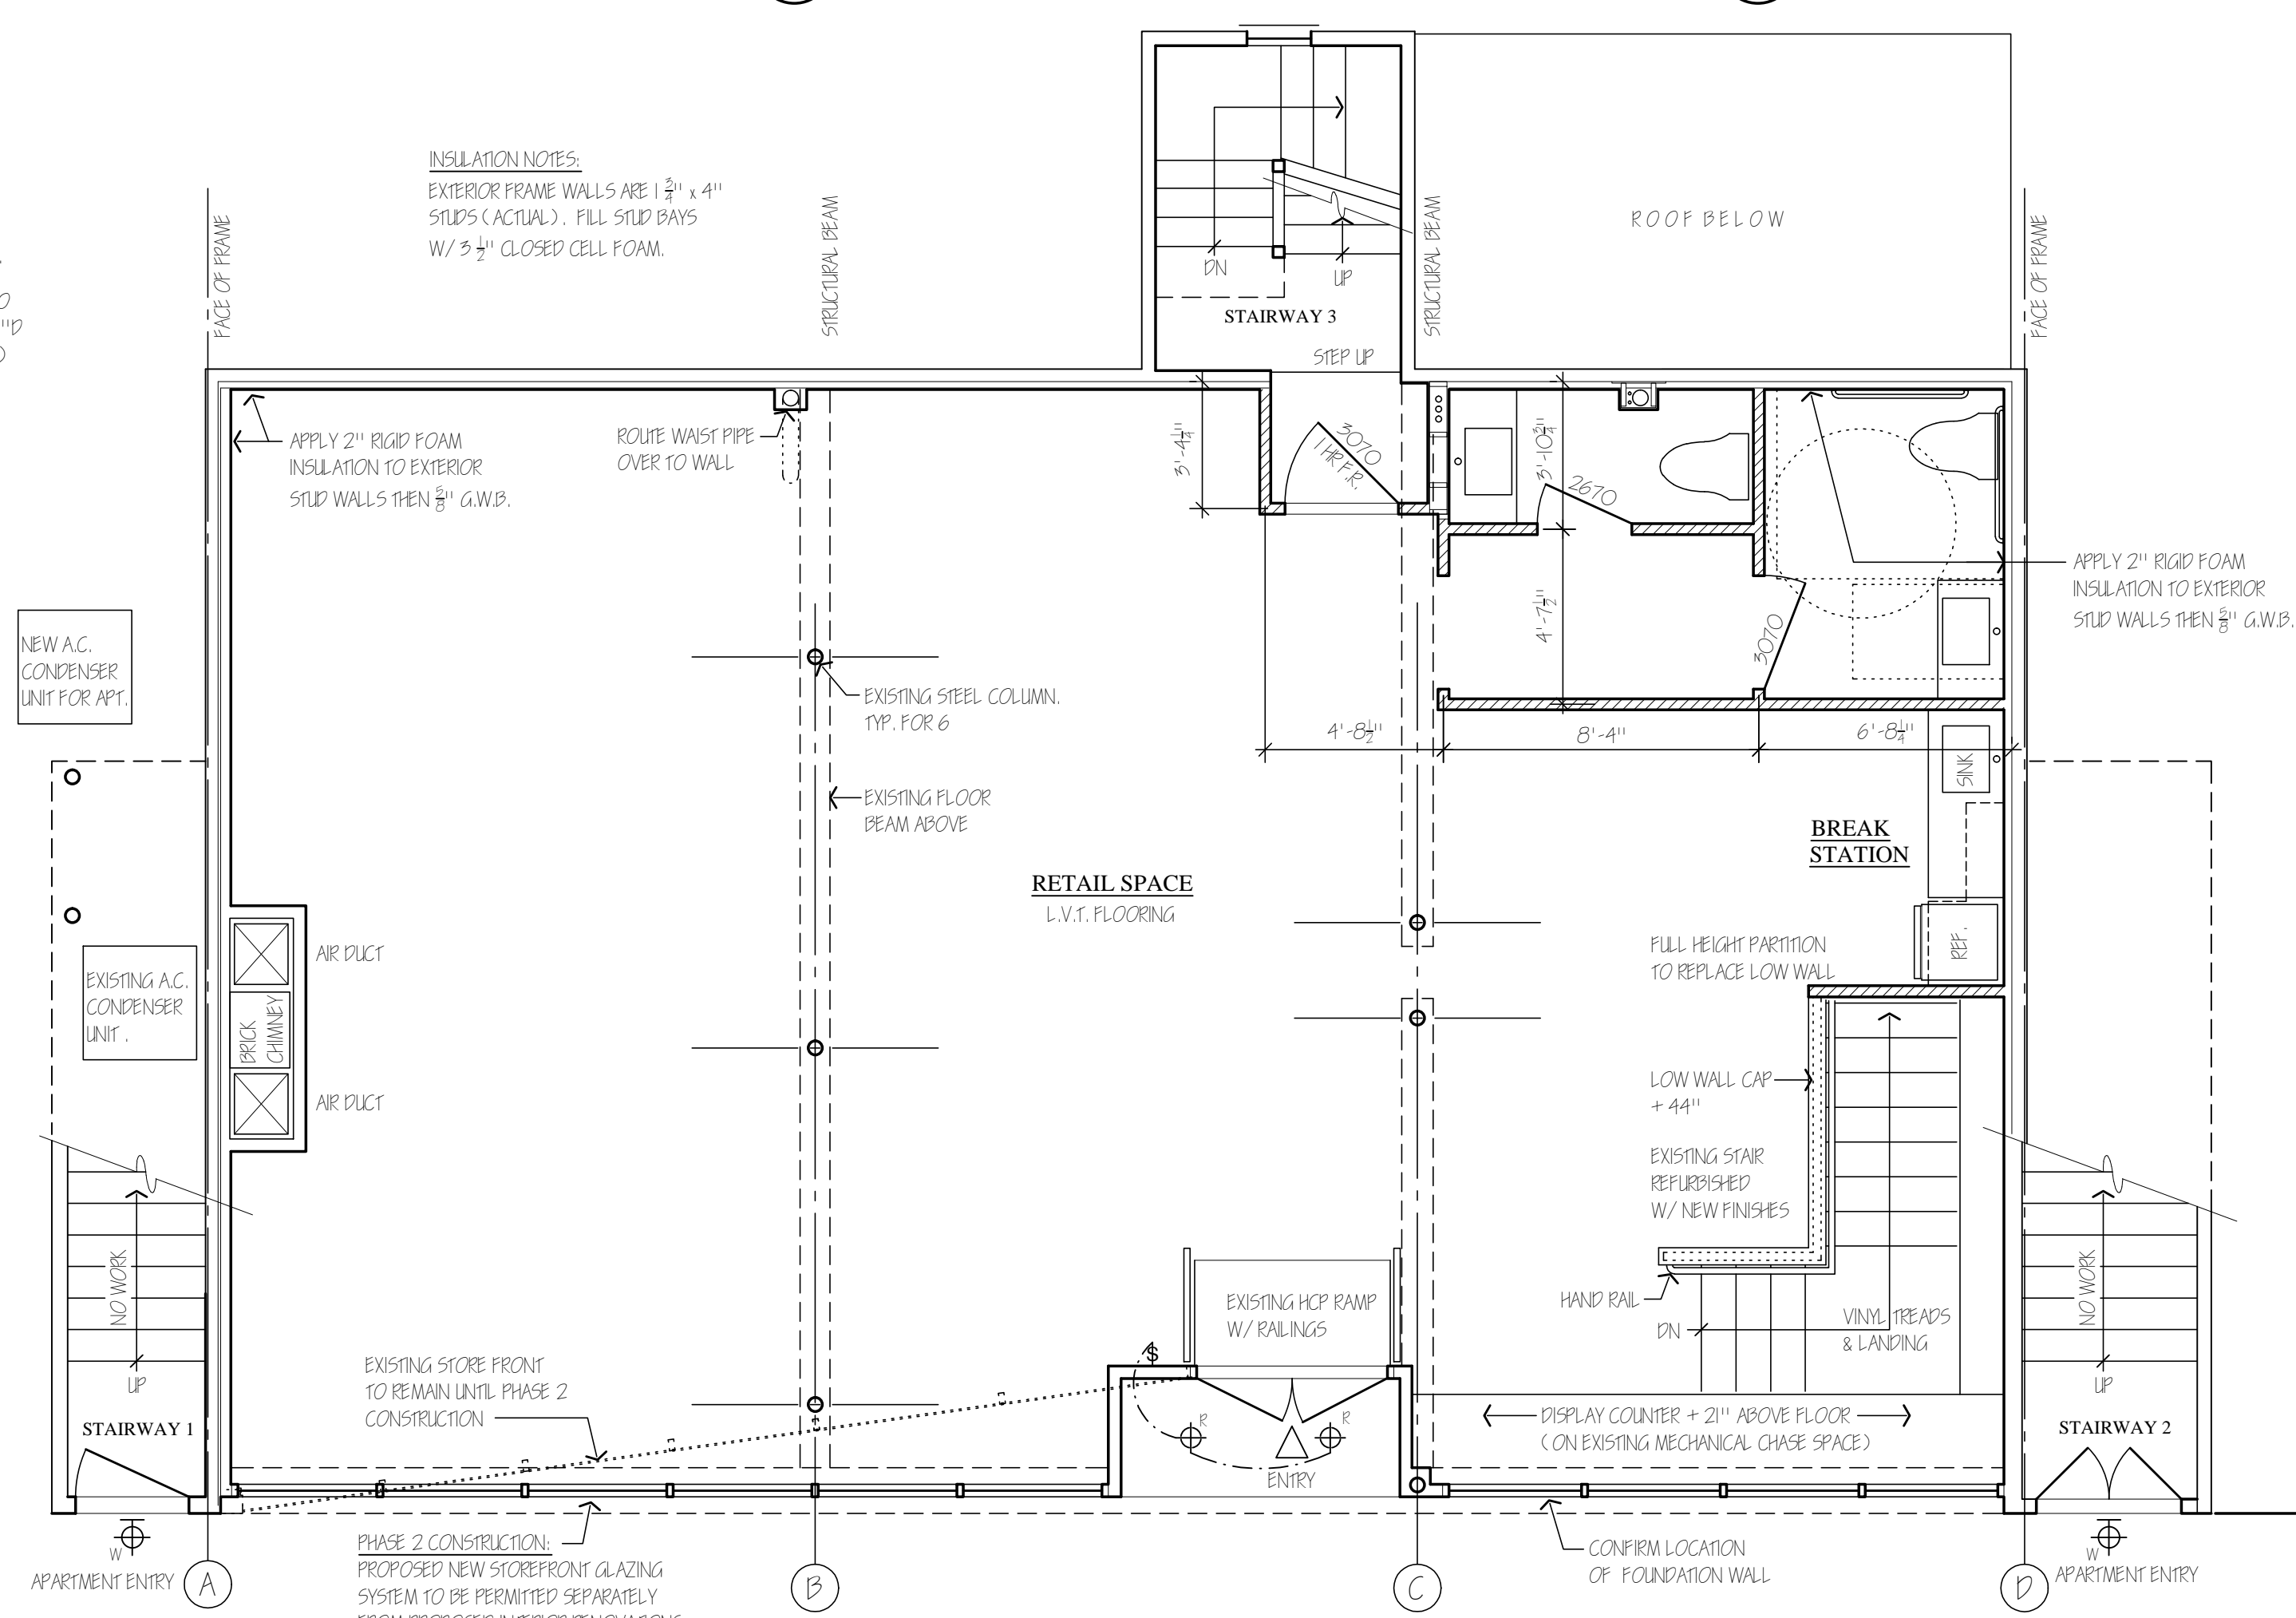 INSULATION NOTES:
EXTERIOR FRAME WALLS ARE 1 3/4" x 4"
STUDS (ACTUAL). FILL STUD BAYS
W/ 3 1/2" CLOSED CELL FOAM.
FACE OF FRAME
STRUCTURAL BEAM
DN
UP
STAIRWAY 3
STEP UP
STRUCTURAL BEAM
ROOF BELOW
FACE OF FRAME
"D
APPLY 2" RIGID FOAM
INSULATION TO EXTERIOR
STUD WALLS THEN 5/8" G.W.B.
ROUTE WAIST PIPE
OVER TO WALL
3'-4 1/4"
3070
1 HR F.R.
3'-10 3/4"
2670
4'-7 1/2"
3070
APPLY 2" RIGID FOAM
INSULATION TO EXTERIOR
STUD WALLS THEN 5/8" G.W.B.
NEW A.C.
CONDENSER
UNIT FOR APT.
EXISTING STEEL COLUMN.
TYP. FOR 6
4'-8 1/2"
8'-4"
6'-8 1/4"
SINK
EXISTING FLOOR
BEAM ABOVE
BREAK
STATION
RETAIL SPACE
L.V.T. FLOORING
REF.
FULL HEIGHT PARTITION
TO REPLACE LOW WALL
AIR DUCT
EXISTING A.C.
CONDENSER
UNIT .
BRICK
CHIMNEY
AIR DUCT
LOW WALL CAP
+ 44"
EXISTING STAIR
REFURBISHED
W/ NEW FINISHES
NO WORK
UP
STAIRWAY 1
EXISTING HCP RAMP
W/ RAILINGS
HAND RAIL
DN
VINYL TREADS
& LANDING
NO WORK
UP
STAIRWAY 2
EXISTING STORE FRONT
TO REMAIN UNTIL PHASE 2
CONSTRUCTION
$
R
R
ENTRY
DISPLAY COUNTER + 21" ABOVE FLOOR
(ON EXISTING MECHANICAL CHASE SPACE)
W
APARTMENT ENTRY
A
PHASE 2 CONSTRUCTION:
PROPOSED NEW STOREFRONT GLAZING
SYSTEM TO BE PERMITTED SEPARATELY
FROM PROPOSED INTERIOR RENOVATIONS
B
C
CONFIRM LOCATION
OF FOUNDATION WALL
D
W
APARTMENT ENTRY